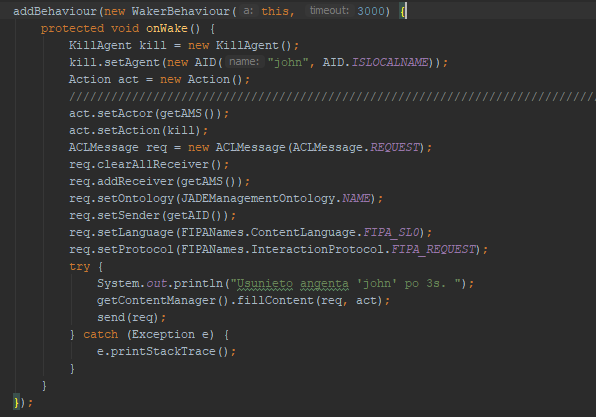 addBehaviour(new WakerBehaviour( a: this, timeout: 3000) {
    protected void onWake() {
        KillAgent kill = new KillAgent();
        kill.setAgent(new AID( name: "john", AID.ISLOCALNAME));
        Action act = new Action();
        ////////////////////////////////////////////////////////////////////////////////
        act.setActor(getAMS());
        act.setAction(kill);
        ACLMessage req = new ACLMessage(ACLMessage.REQUEST);
        req.clearAllReceiver();
        req.addReceiver(getAMS());
        req.setOntology(JADEManagementOntology.NAME);
        req.setSender(getAID());
        req.setLanguage(FIPANames.ContentLanguage.FIPA_SL0);
        req.setProtocol(FIPANames.InteractionProtocol.FIPA_REQUEST);
        try {
            System.out.println("Usunieto angenta 'john' po 3s. ");
            getContentManager().fillContent(req, act);
            send(req);
        } catch (Exception e) {
            e.printStackTrace();
        }
    }
});